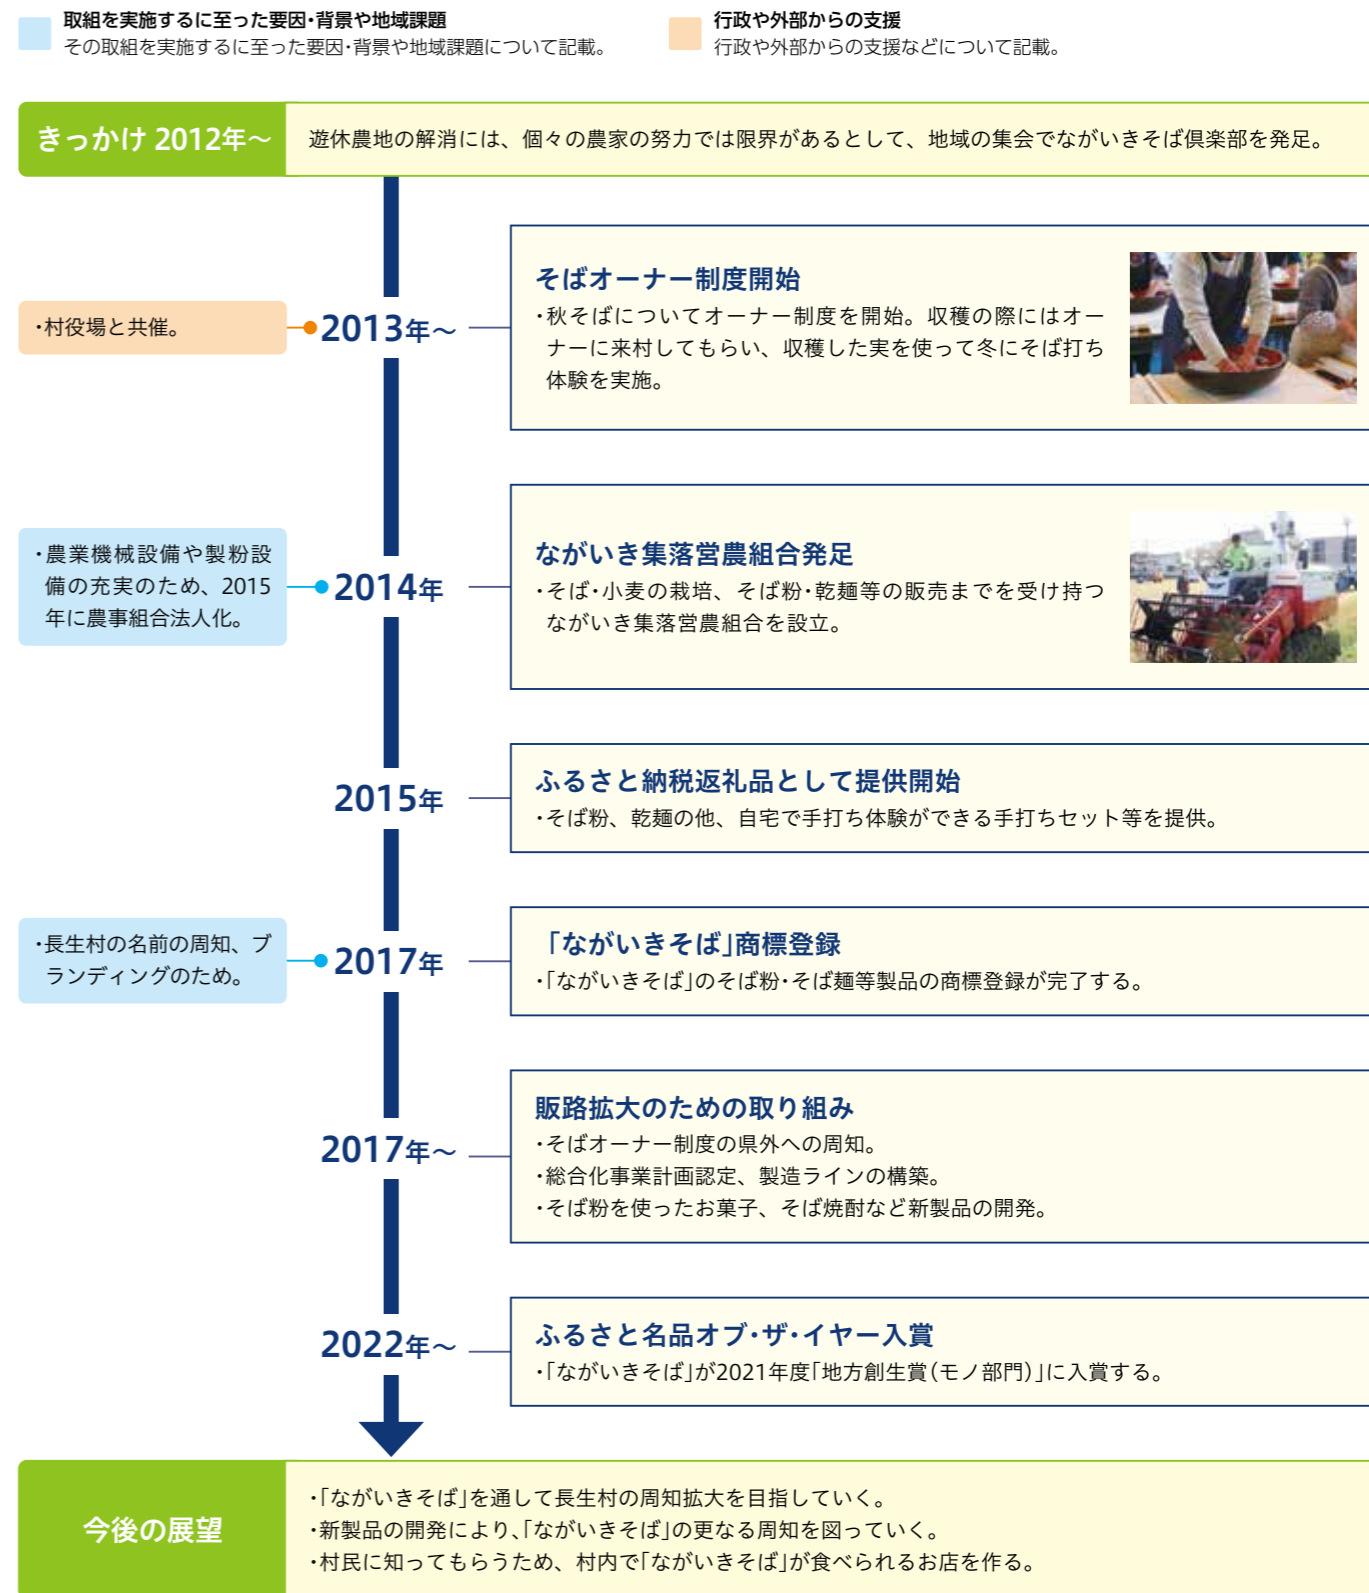 取組を実施するに至った要因･背景や地域課題
その取組を実施するに至った要因･背景や地域課題について記載。
行政や外部からの支援
行政や外部からの支援などについて記載。
きっかけ 2012年～
遊休農地の解消には、個々の農家の努力では限界があるとして、地域の集会でながいきそば倶楽部を発足。
･村役場と共催。
2013年～
そばオーナー制度開始
･秋そばについてオーナー制度を開始。収穫の際にはオー
ナーに来村してもらい、収穫した実を使って冬にそば打ち
体験を実施。
･農業機械設備や製粉設
備の充実のため、2015
年に農事組合法人化。
2014年
ながいき集落営農組合発足
･そば･小麦の栽培、そば粉･乾麺等の販売までを受け持つ
ながいき集落営農組合を設立。
2015年
ふるさと納税返礼品として提供開始
･そば粉、乾麺の他、自宅で手打ち体験ができる手打ちセット等を提供。
･長生村の名前の周知、ブ
ランディングのため。
2017年
｢ながいきそば｣商標登録
･｢ながいきそば｣のそば粉･そば麺等製品の商標登録が完了する。
2017年～
販路拡大のための取り組み
･そばオーナー制度の県外への周知。
･総合化事業計画認定、製造ラインの構築。
･そば粉を使ったお菓子、そば焼酎など新製品の開発。
2022年～
ふるさと名品オブ･ザ･イヤー入賞
･｢ながいきそば｣が2021年度｢地方創生賞（モノ部門）｣に入賞する。
今後の展望
･｢ながいきそば｣を通して長生村の周知拡大を目指していく。
･新製品の開発により、｢ながいきそば｣の更なる周知を図っていく。
･村民に知ってもらうため、村内で｢ながいきそば｣が食べられるお店を作る。